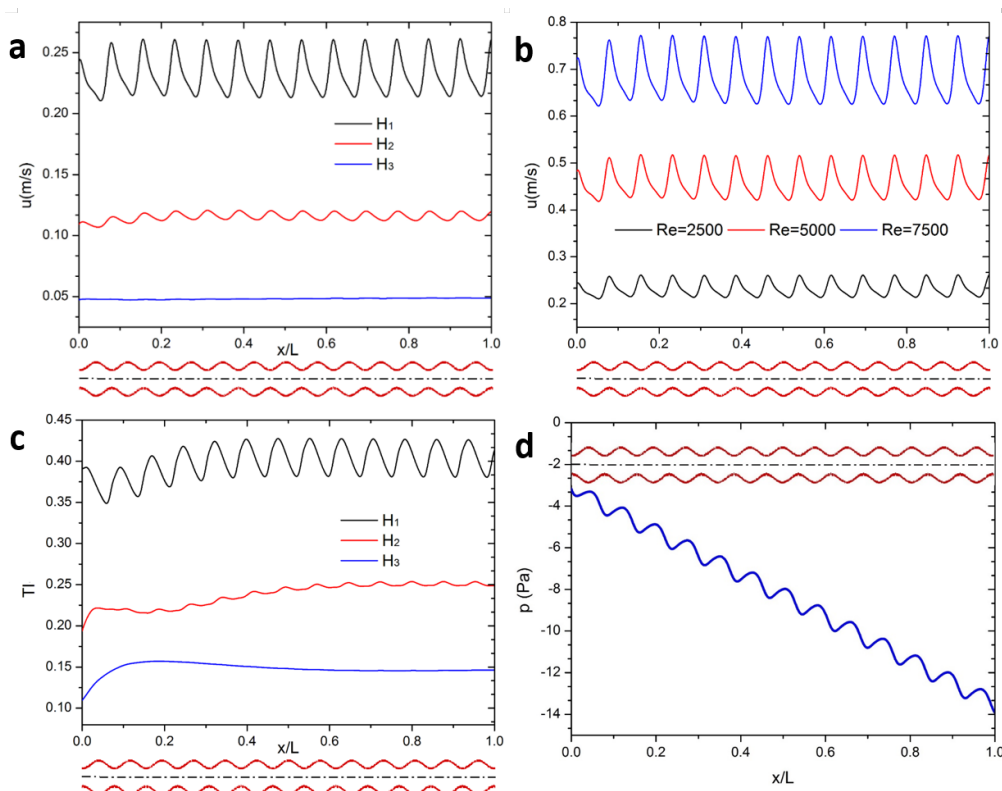 a
0.25
0.20
0.15
0.10
0.05
u(m/s)
H1
H2
H3
0.0 0.2 0.4 0.6 0.8 1.0
x/L
b
0.8
0.7
0.6
0.5
0.4
0.3
0.2
u(m/s)
Re=2500 Re=5000 Re=7500
0.0 0.2 0.4 0.6 0.8 1.0
x/L
c
0.45
0.40
0.35
0.30
0.25
0.20
0.15
0.10
TI
H1
H2
H3
0.0 0.2 0.4 0.6 0.8 1.0
x/L
d
0
-2
-4
-6
-8
-10
-12
-14
p (Pa)
0.0 0.2 0.4 0.6 0.8 1.0
x/L